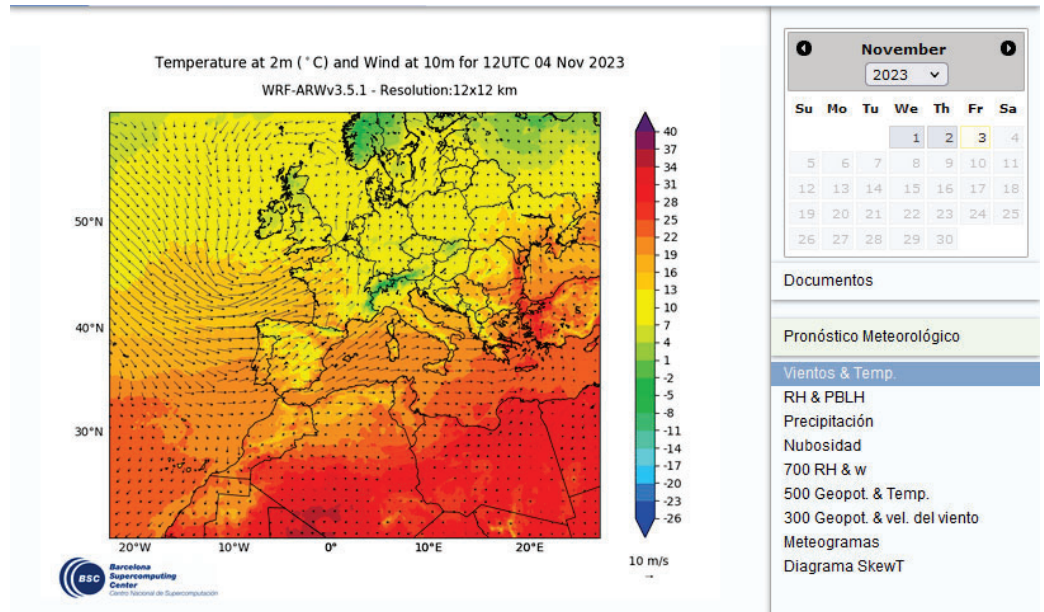 Temperature at 2m (°C) and Wind at 10m for 12UTC 04 Nov 2023
WRF-ARWv3.5.1 - Resolution:12x12 km
50°N
40°N
30°N
20°W 10°W 0° 10°E 20°E
40
37
34
31
28
25
22
19
16
13
10
7
4
1
-2
-5
-8
-11
-14
-17
-20
-23
-26
10 m/s
BSC
Barcelona
Supercomputing
Center
Centro Nacional de Supercomputación
November
2023
Su Mo Tu We Th Fr Sa
1 2 3 4
5 6 7 8 9 10 11
12 13 14 15 16 17 18
19 20 21 22 23 24 25
26 27 28 29 30
Documentos
Pronóstico Meteorológico
Vientos & Temp.
RH & PBLH
Precipitación
Nubosidad
700 RH & w
500 Geopot. & Temp.
300 Geopot. & vel. del viento
Meteogramas
Diagrama SkewT